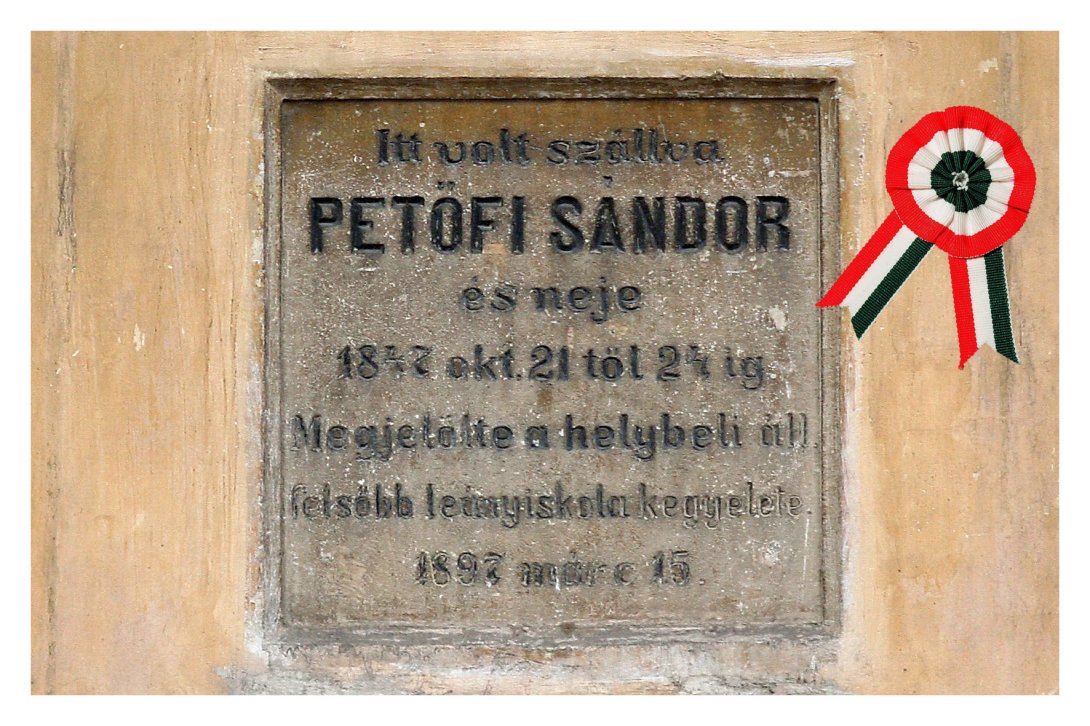 Itt volt szállva
PETŐFI SÁNDOR
és neje
1847 okt. 21 től 24 ig
Megjelölte a helybeli áll.
felsőbb leányiskola kegyelete.
1897 márc 15.